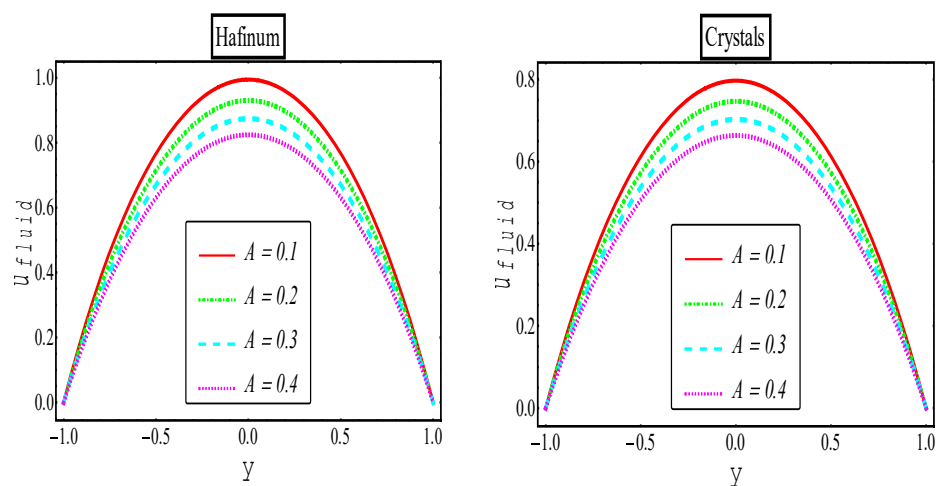 Hafinum
1.0
0.8
0.6
0.4
0.2
0.0
u_fluid
A = 0.1
A = 0.2
A = 0.3
A = 0.4
-1.0 -0.5 0.0 0.5 1.0
y
Crystals
0.8
0.6
0.4
0.2
0.0
u_fluid
A = 0.1
A = 0.2
A = 0.3
A = 0.4
-1.0 -0.5 0.0 0.5 1.0
y